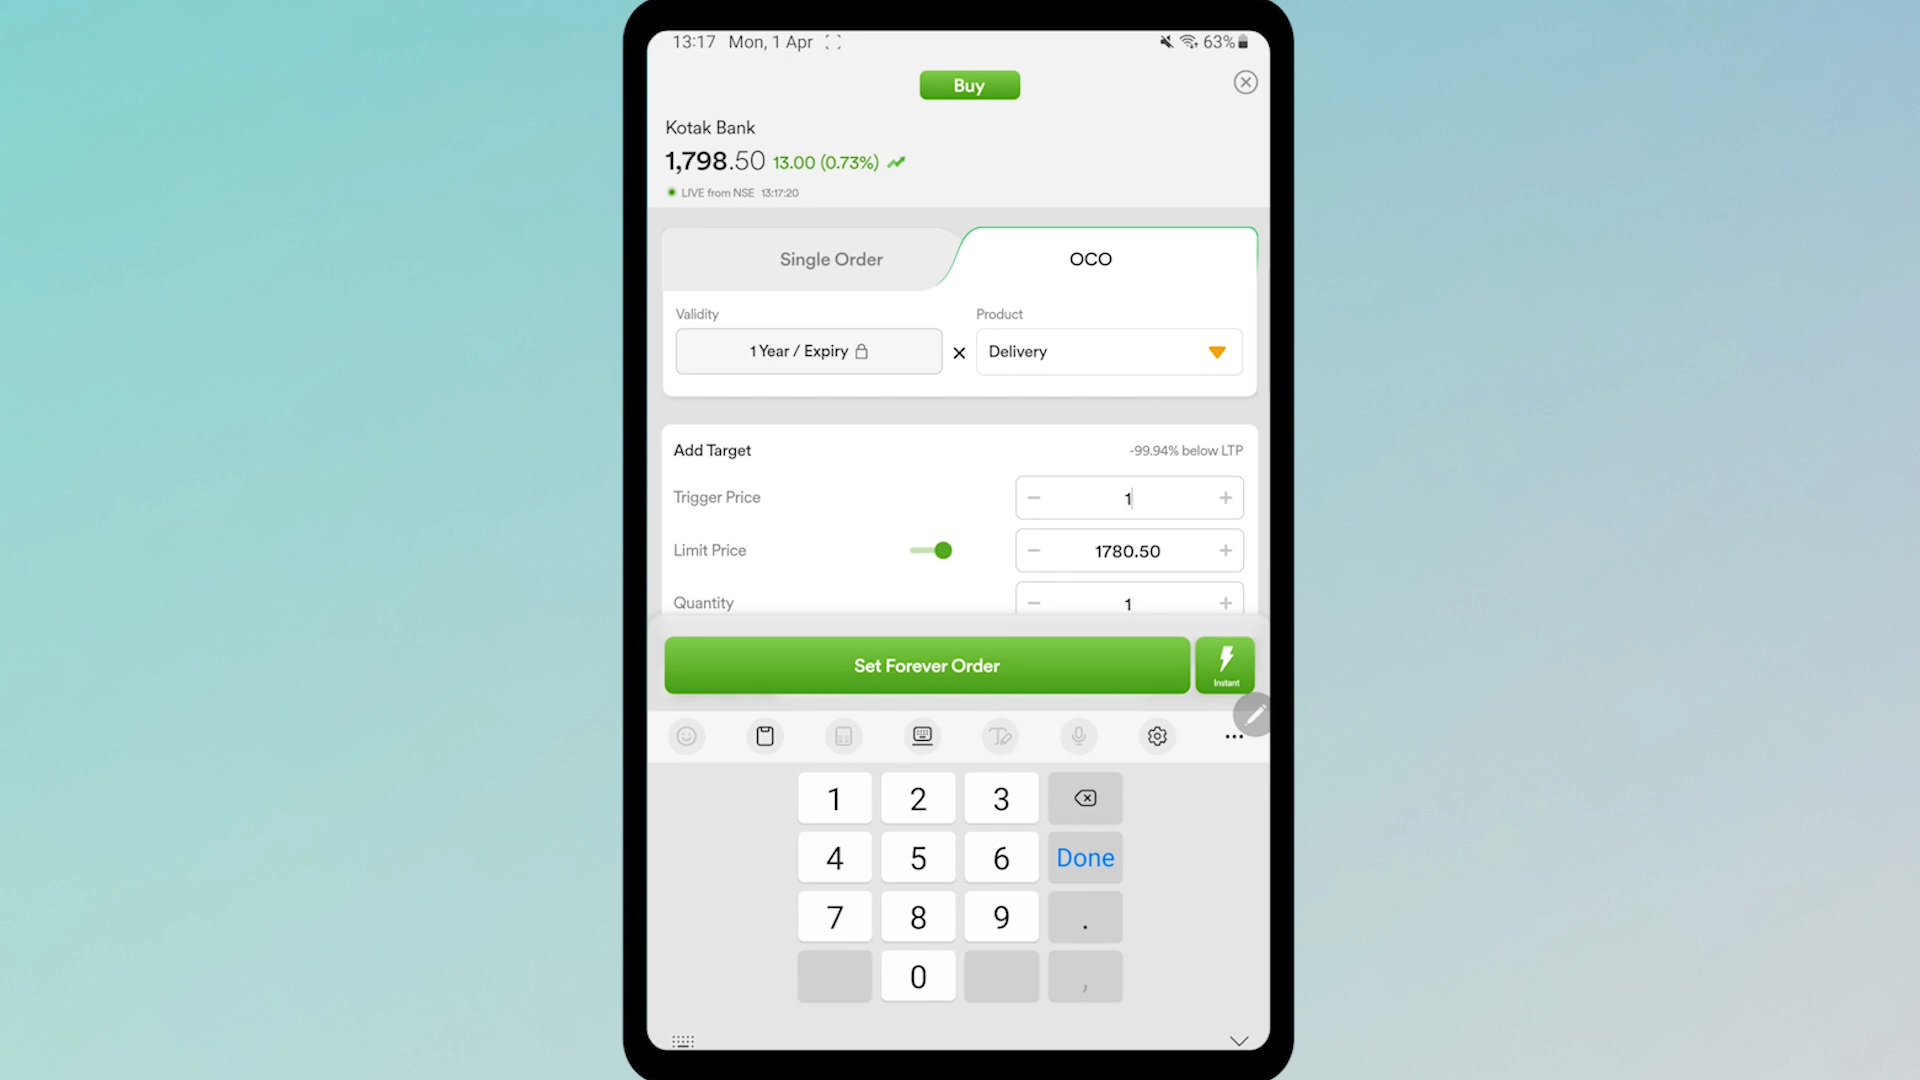 13:17 Mon, 1 Apr 63%
Buy
Kotak Bank
1,798.50 13.00 (0.73%)
LIVE from NSE 13:17:20
Single Order OCO
Validity Product
1 Year / Expiry × Delivery
Add Target -99.94% below LTP
Trigger Price − 1 +
Limit Price − 1780.50 +
Quantity − 1 +
Set Forever Order Instant
1 2 3
4 5 6 Done
7 8 9 .
0 ,